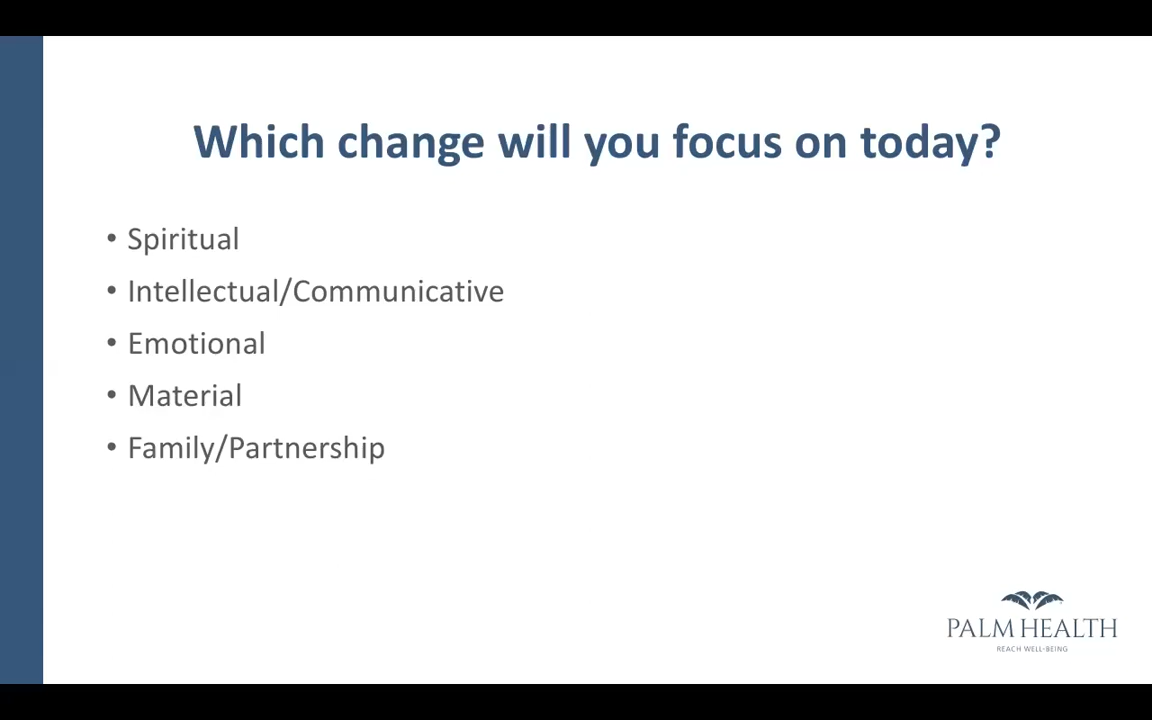 Which change will you focus on today?
• Spiritual
• Intellectual/Communicative
• Emotional
• Material
• Family/Partnership
PALM HEALTH
REACH WELL-BEING